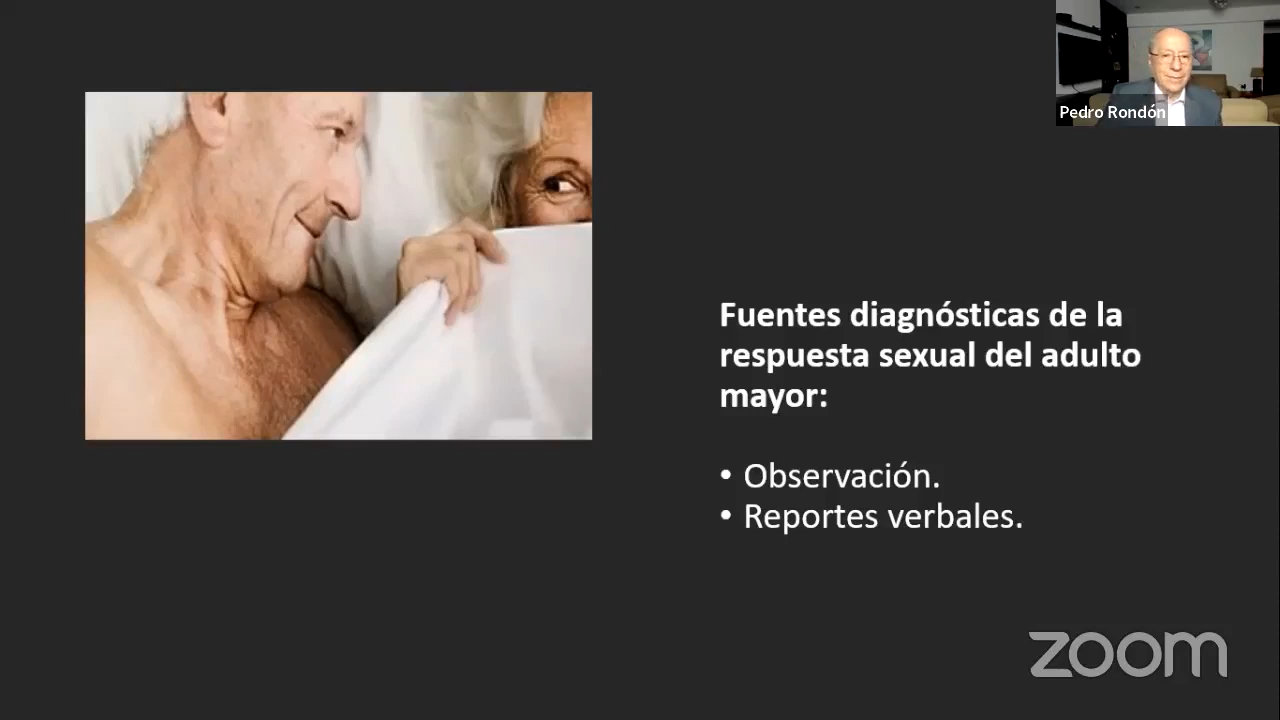 Pedro Rondón
Fuentes diagnósticas de la
respuesta sexual del adulto
mayor:
• Observación.
• Reportes verbales.
zoom